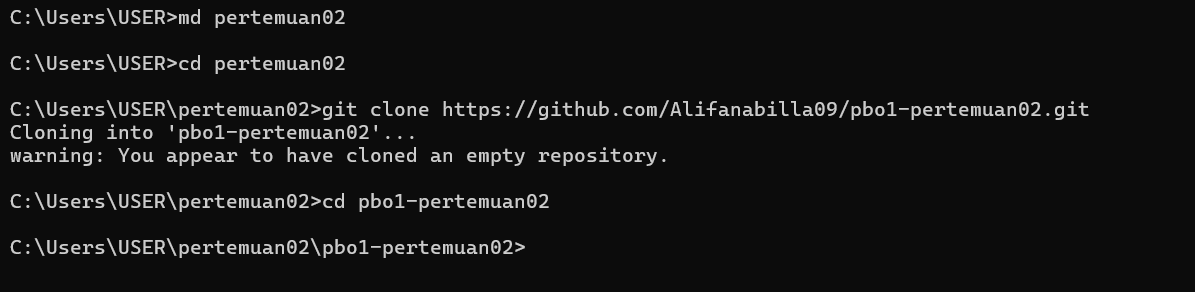 C:\Users\USER>md pertemuan02
C:\Users\USER>cd pertemuan02
C:\Users\USER\pertemuan02>git clone https://github.com/Alifanabilla09/pbo1-pertemuan02.git
Cloning into 'pbo1-pertemuan02'...
warning: You appear to have cloned an empty repository.
C:\Users\USER\pertemuan02>cd pbo1-pertemuan02
C:\Users\USER\pertemuan02\pbo1-pertemuan02>